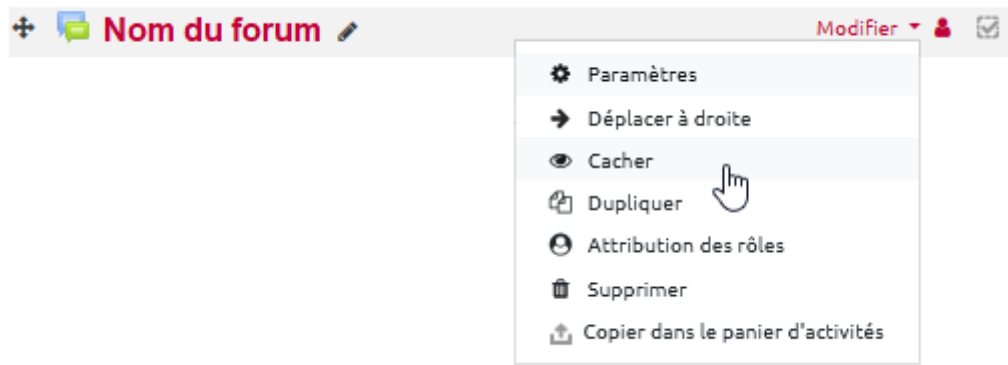 Nom du forum
Modifier
Paramètres
Déplacer à droite
Cacher
Dupliquer
Attribution des rôles
Supprimer
Copier dans le panier d'activités